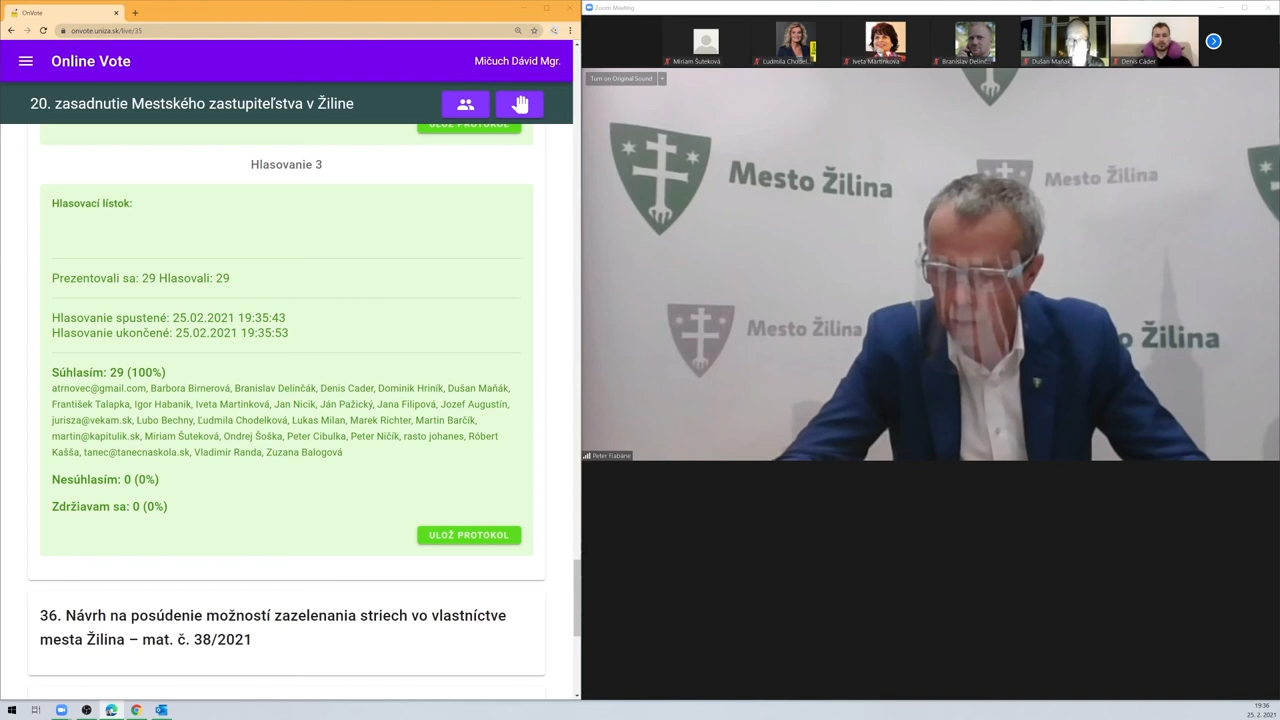 OnVote
onvote.uniza.sk/live/35
Online Vote
Mičuch Dávid Mgr.
20. zasadnutie Mestského zastupiteľstva v Žiline
ULOŽ PROTOKOL
Hlasovanie 3
Hlasovací lístok:
Prezentovali sa: 29 Hlasovali: 29
Hlasovanie spustené: 25.02.2021 19:35:43
Hlasovanie ukončené: 25.02.2021 19:35:53
Súhlasím: 29 (100%)
atrnovec@gmail.com, Barbora Birnerová, Branislav Delinčák, Denis Cader, Dominik Hriník, Dušan Maňák,
František Talapka, Igor Habanik, Iveta Martinková, Jan Nicik, Ján Pažický, Jana Filipová, Jozef Augustín,
jurisza@vekam.sk, Lubo Bechny, Ľudmila Chodelková, Lukas Milan, Marek Richter, Martin Barčík,
martin@kapitulik.sk, Miriam Šuteková, Ondrej Šoška, Peter Cibulka, Peter Ničík, rasto johanes, Róbert
Kašša, tanec@tanecnaskola.sk, Vladimir Randa, Zuzana Balogová
Nesúhlasím: 0 (0%)
Zdržiavam sa: 0 (0%)
ULOŽ PROTOKOL
36. Návrh na posúdenie možností zazelenania striech vo vlastníctve
mesta Žilina – mat. č. 38/2021
Zoom Meeting
Miriam Šuteková
Ľudmila Chodel...
Iveta Martinková
Branislav Delinč...
Dušan Maňák
Denis Cáder
Turn on Original Sound
Mesto Žilina
Mesto Žilina
Mesto Žilina
o Žilina
Peter Fiabáne
19:36
25. 2. 2021